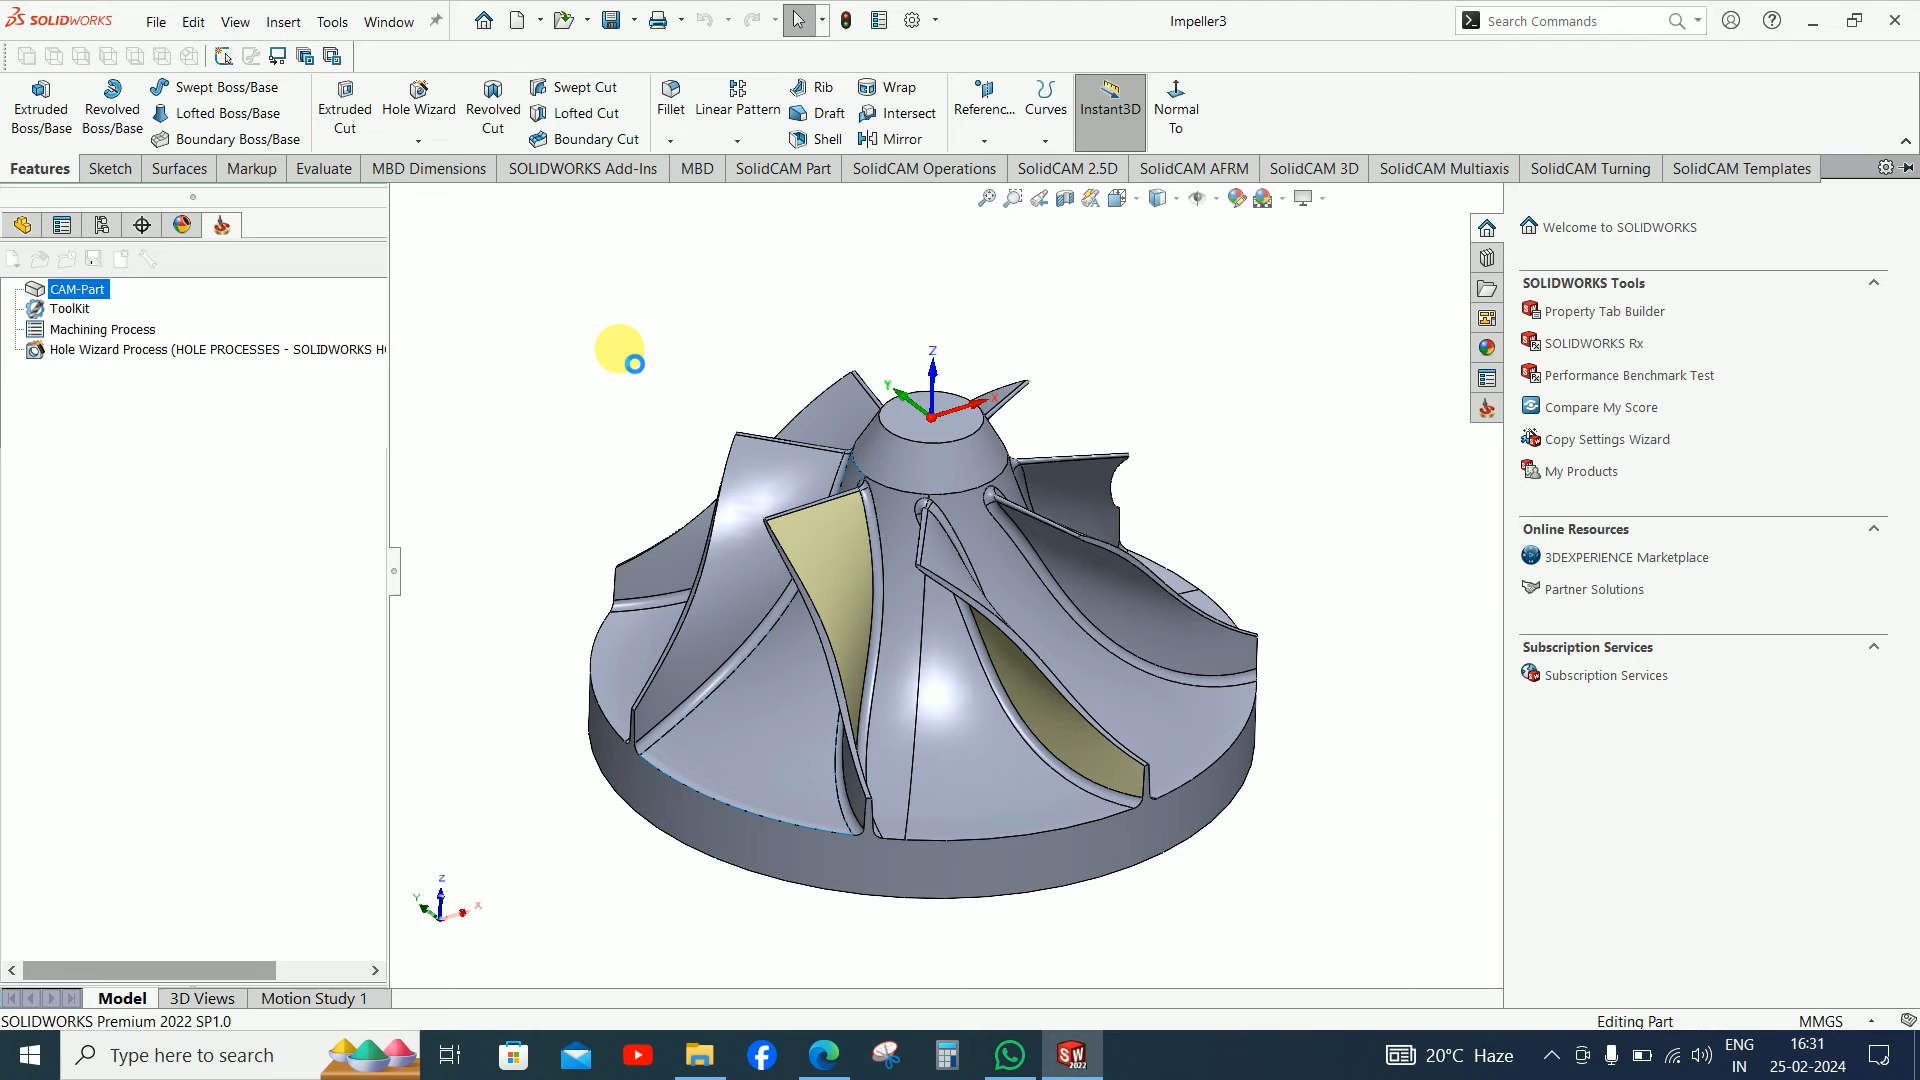 SOLIDWORKS File Edit View Insert Tools Window Impeller3 Search Commands
Extruded Boss/Base
Revolved Boss/Base
Swept Boss/Base
Lofted Boss/Base
Boundary Boss/Base
Extruded Cut
Hole Wizard
Revolved Cut
Swept Cut
Lofted Cut
Boundary Cut
Fillet
Linear Pattern
Rib
Draft
Shell
Wrap
Intersect
Mirror
Referenc...
Curves
Instant3D
Normal To
Features Sketch Surfaces Markup Evaluate MBD Dimensions SOLIDWORKS Add-Ins MBD SolidCAM Part SolidCAM Operations SolidCAM 2.5D SolidCAM AFRM SolidCAM 3D SolidCAM Multiaxis SolidCAM Turning SolidCAM Templates
CAM-Part
ToolKit
Machining Process
Hole Wizard Process (HOLE PROCESSES - SOLIDWORKS H
Z
Y
X
Z
Y
X
Welcome to SOLIDWORKS
SOLIDWORKS Tools
Property Tab Builder
SOLIDWORKS Rx
Performance Benchmark Test
Compare My Score
Copy Settings Wizard
My Products
Online Resources
3DEXPERIENCE Marketplace
Partner Solutions
Subscription Services
Subscription Services
Model 3D Views Motion Study 1
SOLIDWORKS Premium 2022 SP1.0 Editing Part MMGS
Type here to search
SW
2022
20°C Haze
ENG
IN
16:31
25-02-2024